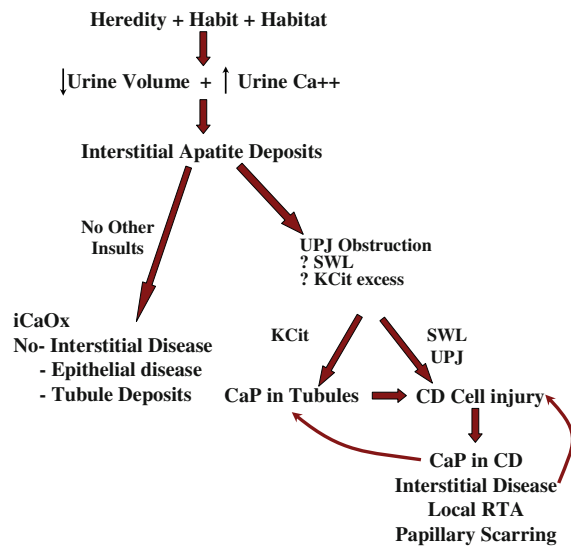 Heredity + Habit + Habitat
↓Urine Volume + ↑ Urine Ca++
Interstitial Apatite Deposits
No Other
Insults
UPJ Obstruction
? SWL
? KCit excess
iCaOx
No- Interstitial Disease
- Epithelial disease
- Tubule Deposits
KCit
SWL
UPJ
CaP in Tubules
CD Cell injury
CaP in CD
Interstitial Disease
Local RTA
Papillary Scarring